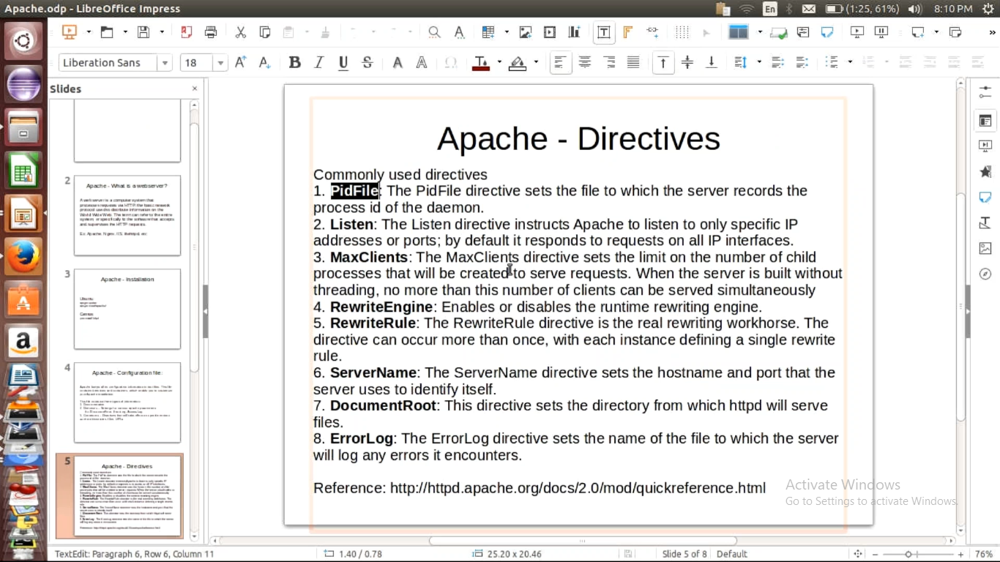 Apache.odp - LibreOffice Impress
En
(1:25, 61%)
8:10 PM
Liberation Sans
18
Slides
2
Apache - What is a webserver?
A web server is a computer system that
processes requests via HTTP, the basic network
protocol used to distribute information on the
World Wide Web. The term can refer to the entire
system, or specifically to the software that accepts
and supervises the HTTP requests.
3
Apache - Installation
Ubuntu
Centos
4
Apache - Configuration file:
5
Apache - Directives
Apache - Directives
Commonly used directives
1. PidFile: The PidFile directive sets the file to which the server records the
process id of the daemon.
2. Listen: The Listen directive instructs Apache to listen to only specific IP
addresses or ports; by default it responds to requests on all IP interfaces.
3. MaxClients: The MaxClients directive sets the limit on the number of child
processes that will be created to serve requests. When the server is built without
threading, no more than this number of clients can be served simultaneously
4. RewriteEngine: Enables or disables the runtime rewriting engine.
5. RewriteRule: The RewriteRule directive is the real rewriting workhorse. The
directive can occur more than once, with each instance defining a single rewrite
rule.
6. ServerName: The ServerName directive sets the hostname and port that the
server uses to identify itself.
7. DocumentRoot: This directive sets the directory from which httpd will serve
files.
8. ErrorLog: The ErrorLog directive sets the name of the file to which the server
will log any errors it encounters.
Reference: http://httpd.apache.org/docs/2.0/mod/quickreference.html
Activate Windows
Go to Settings to activate Windows.
TextEdit: Paragraph 6, Row 6, Column 11
1.40 / 0.78
25.20 x 20.46
Slide 5 of 8
Default
76%